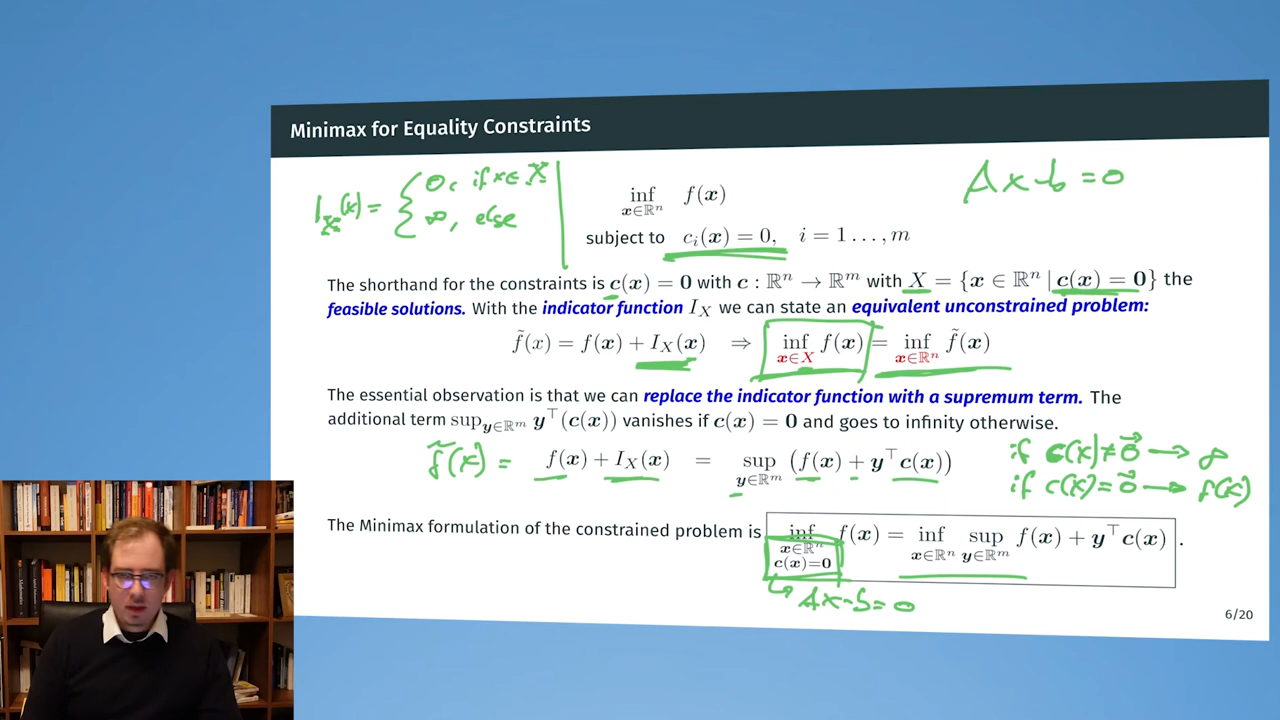 Minimax for Equality Constraints
I_X(x) = { 0, if x ∈ X
∞, else
inf_{x∈ℝⁿ} f(x)
Ax-b = 0
subject to c_i(x) = 0, i = 1 . . . , m
The shorthand for the constraints is c(x) = 0 with c : ℝⁿ → ℝᵐ with X = {x ∈ ℝⁿ | c(x) = 0} the
feasible solutions. With the indicator function I_X we can state an equivalent unconstrained problem:
f̃(x) = f(x) + I_X(x) ⇒ inf_{x∈X} f(x) = inf_{x∈ℝⁿ} f̃(x)
The essential observation is that we can replace the indicator function with a supremum term. The
additional term sup_{y∈ℝᵐ} y⊤(c(x)) vanishes if c(x) = 0 and goes to infinity otherwise.
f̃(x) = f(x) + I_X(x) = sup_{y∈ℝᵐ} (f(x) + y⊤c(x))
if c(x) ≠ 0⃗ → ∞
if c(x) = 0⃗ → f(x)
The Minimax formulation of the constrained problem is inf_{x∈ℝⁿ, c(x)=0} f(x) = inf_{x∈ℝⁿ} sup_{y∈ℝᵐ} f(x) + y⊤c(x) .
↳ Ax-b = 0
6/20